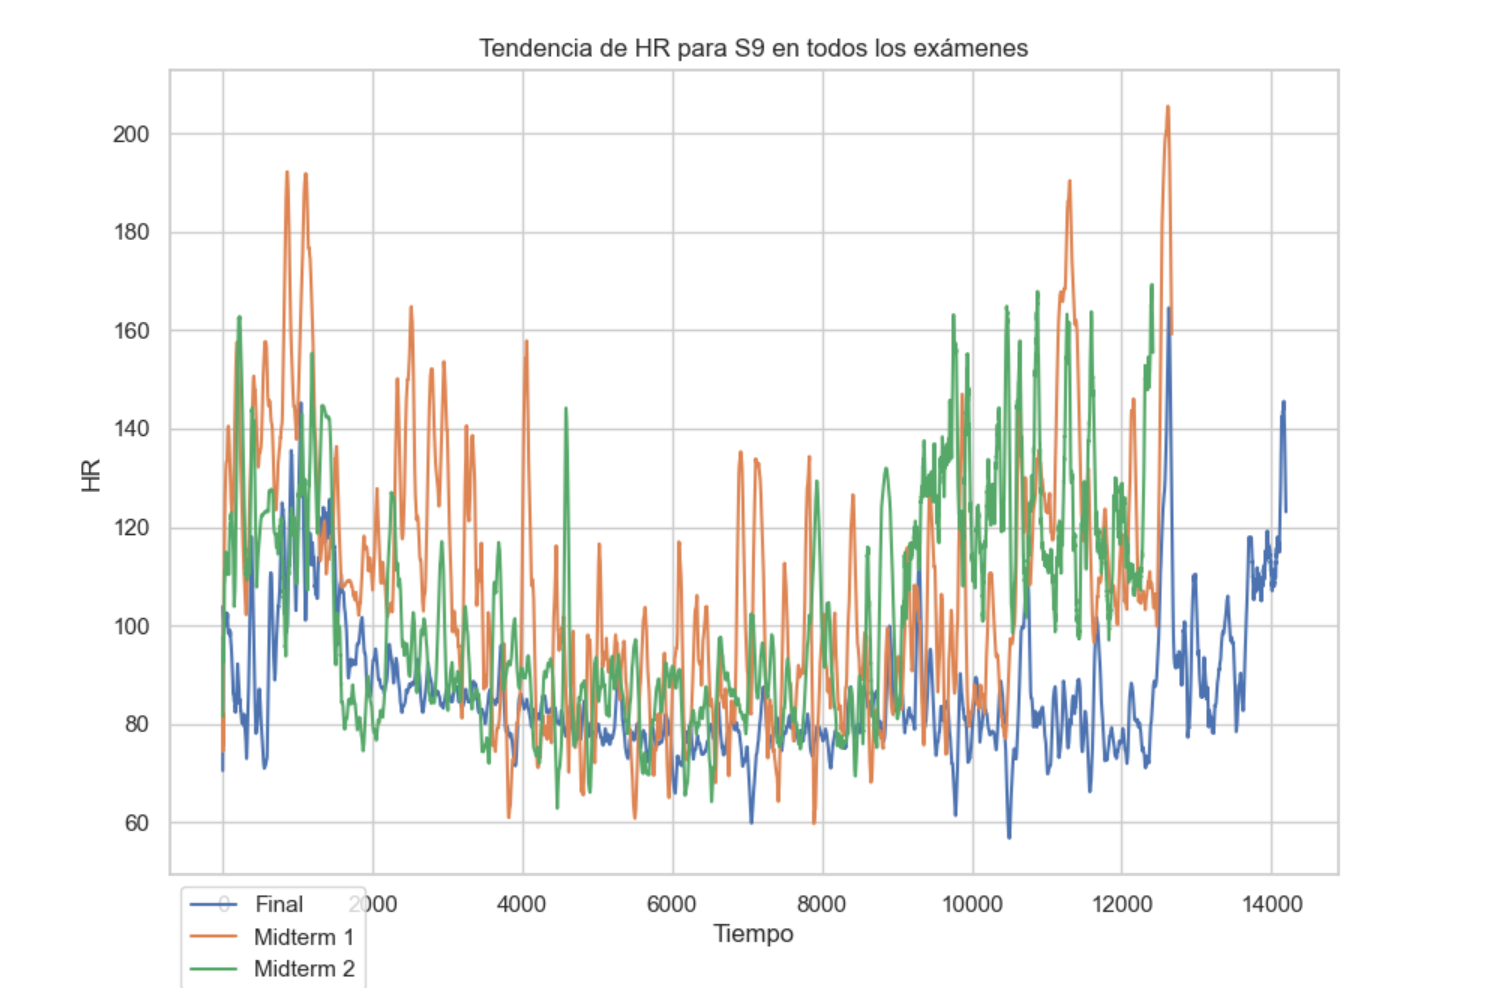 Tendencia de HR para S9 en todos los exámenes
HR
200
180
160
140
120
100
80
60
0 2000 4000 6000 8000 10000 12000 14000
Tiempo
Final
Midterm 1
Midterm 2